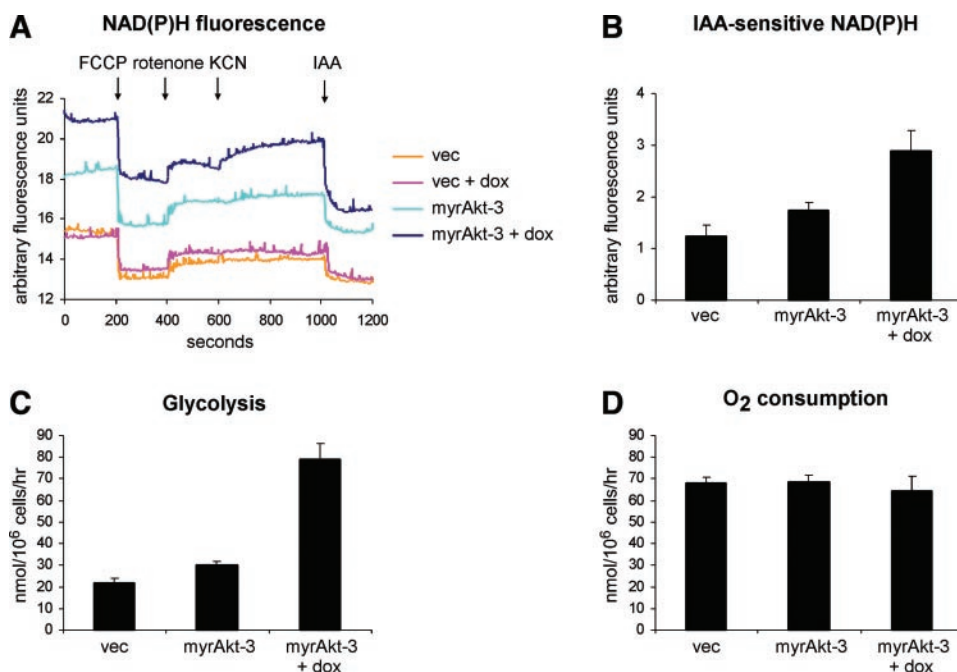 A
NAD(P)H fluorescence
FCCP rotenone KCN IAA
arbitrary fluorescence units
22
20
18
16
14
12
0 200 400 600 800 1000 1200
seconds
vec
vec + dox
myrAkt-3
myrAkt-3 + dox
B
IAA-sensitive NAD(P)H
arbitrary fluorescence units
4
3
2
1
0
vec myrAkt-3 myrAkt-3
+ dox
C
Glycolysis
nmol/10⁶ cells/hr
90
80
70
60
50
40
30
20
10
0
vec myrAkt-3 myrAkt-3
+ dox
D
O₂ consumption
nmol/10⁶ cells/hr
90
80
70
60
50
40
30
20
10
0
vec myrAkt-3 myrAkt-3
+ dox